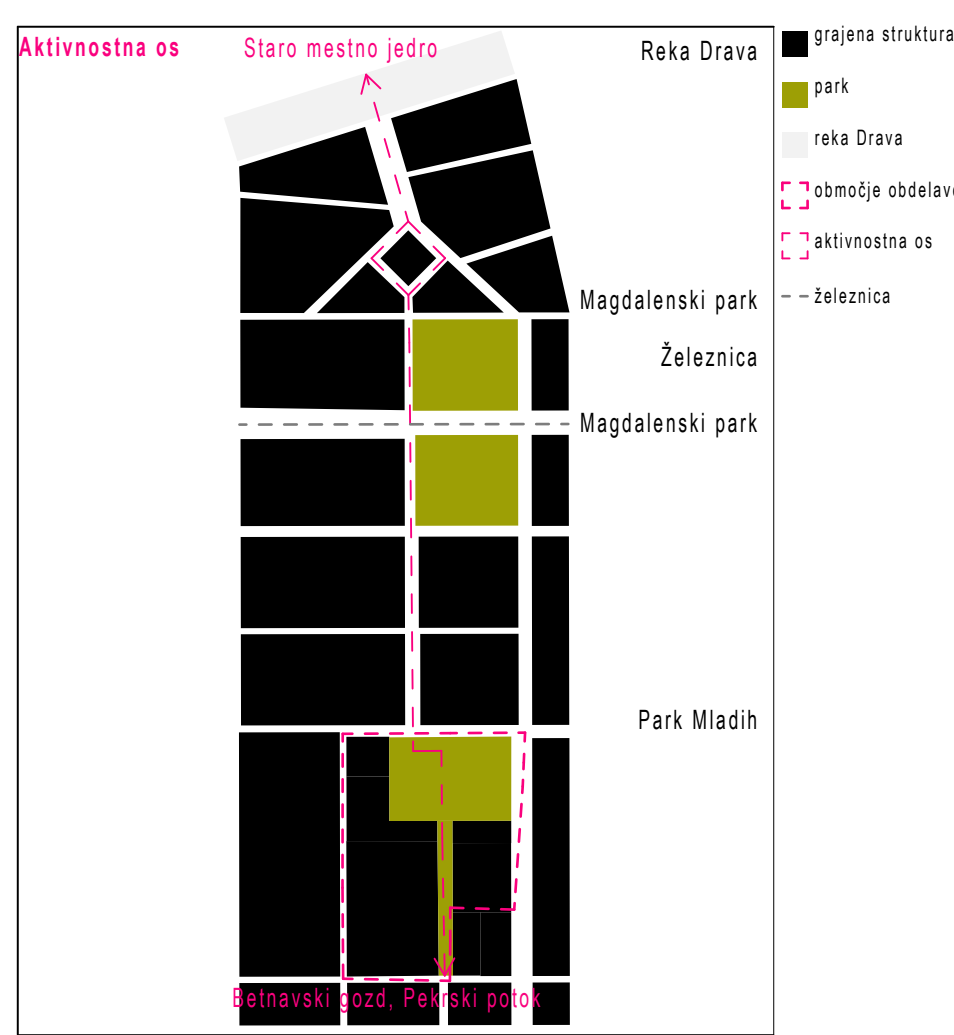 Aktivnostna os
Staro mestno jedro
Reka Drava
Magdalenski park
Železnica
Magdalenski park
Park Mladih
Betnavski gozd, Pekrski potok
grajena struktura
park
reka Drava
območje obdelave
aktivnostna os
železnica